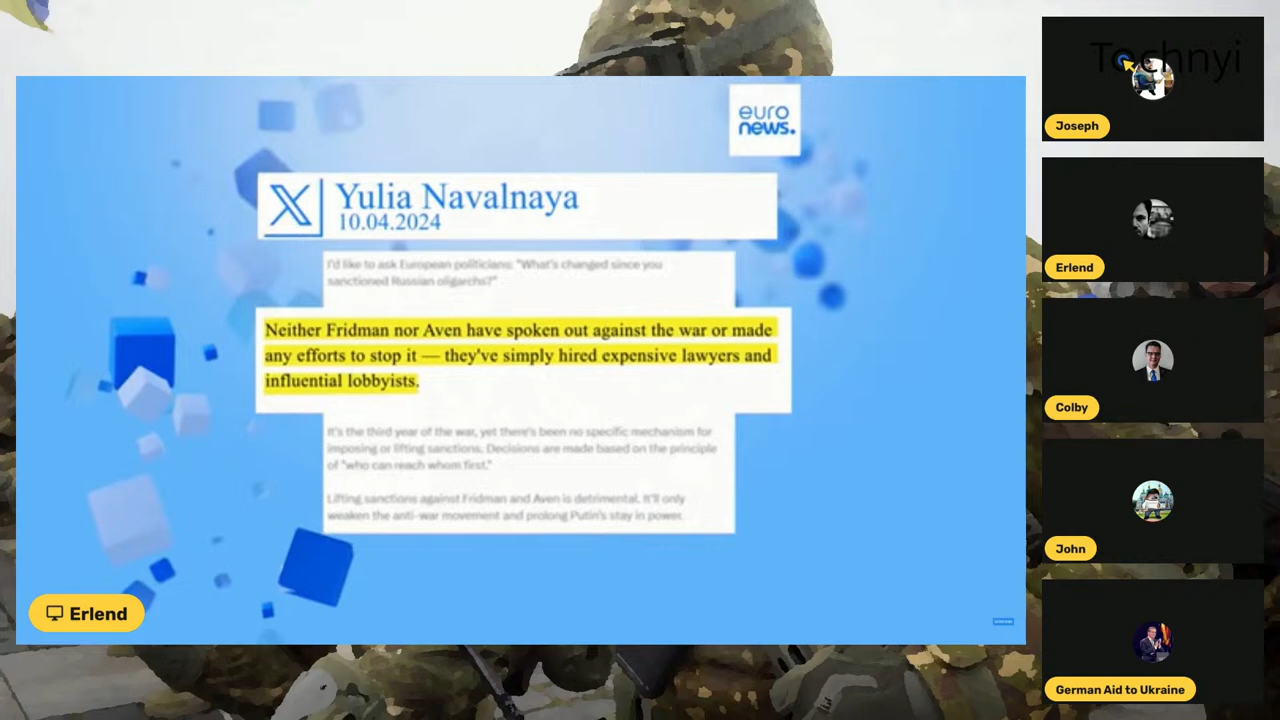 euro
news.
Yulia Navalnaya
10.04.2024
I'd like to ask European politicians: "What's changed since you
sanctioned Russian oligarchs?"
Neither Fridman nor Aven have spoken out against the war or made
any efforts to stop it — they've simply hired expensive lawyers and
influential lobbyists.
It's the third year of the war, yet there's been no specific mechanism for
imposing or lifting sanctions. Decisions are made based on the principle
of "who can reach whom first."
Lifting sanctions against Fridman and Aven is detrimental. It'll only
weaken the anti-war movement and prolong Putin's stay in power.
Erlend
Tochnyi
Joseph
Erlend
Colby
John
German Aid to Ukraine